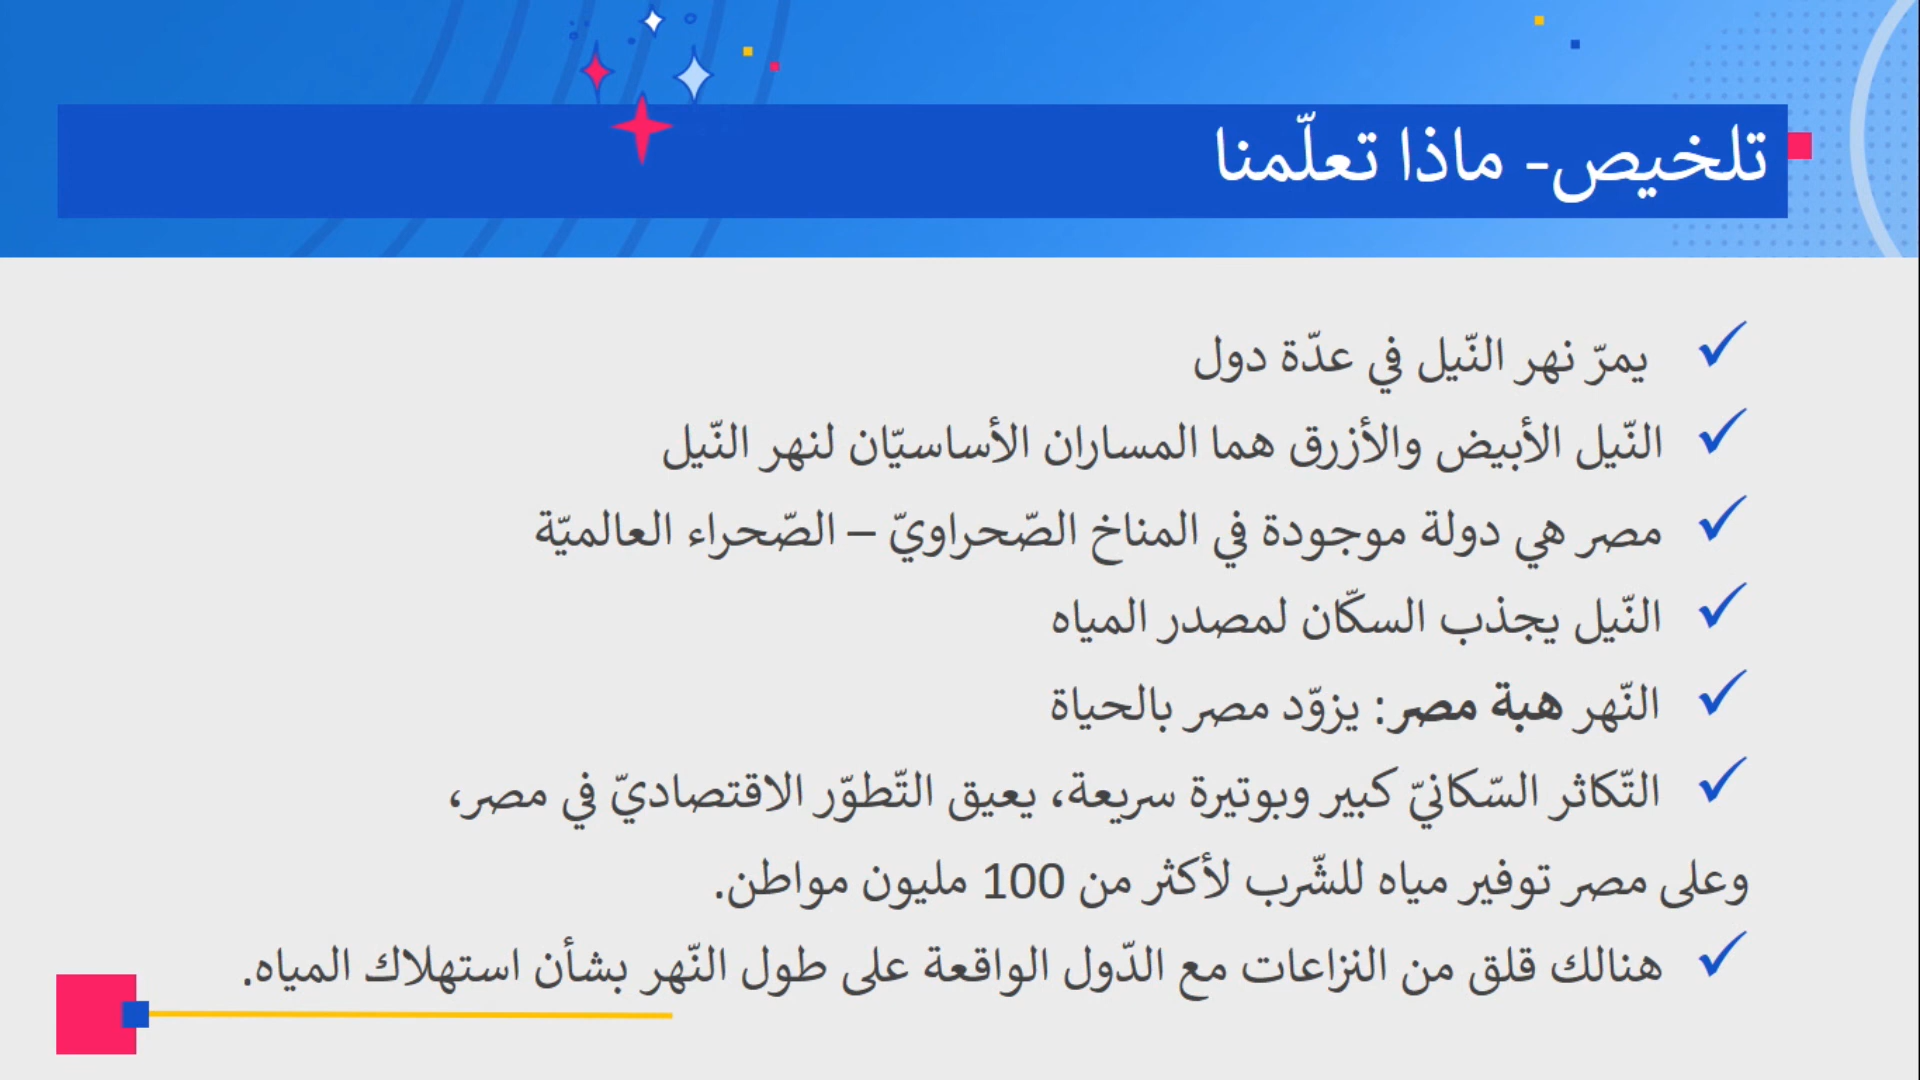 تلخيص- ماذا تعلّمنا
يمرّ نهر النّيل في عدّة دول
النّيل الأبيض والأزرق هما المساران الأساسيّان لنهر النّيل
مصر هي دولة موجودة في المناخ الصّحراويّ – الصّحراء العالميّة
النّيل يجذب السكّان لمصدر المياه
النّهر هبة مصر: يزوّد مصر بالحياة
التّكاثر السّكانيّ كبير وبوتيرة سريعة، يعيق التّطوّر الاقتصاديّ في مصر،
وعلى مصر توفير مياه للشّرب لأكثر من 100 مليون مواطن.
هنالك قلق من النزاعات مع الدّول الواقعة على طول النّهر بشأن استهلاك المياه.